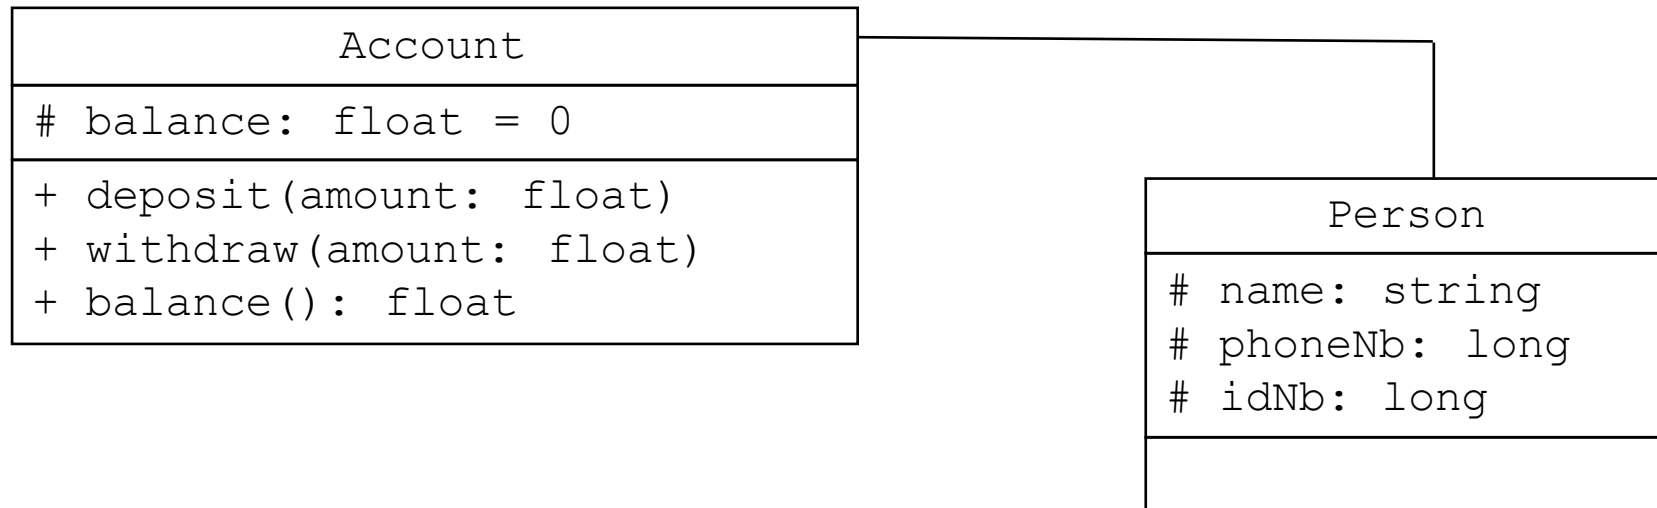 Account
# balance: float = 0
+ deposit(amount: float)
+ withdraw(amount: float)
+ balance(): float
Person
# name: string
# phoneNb: long
# idNb: long